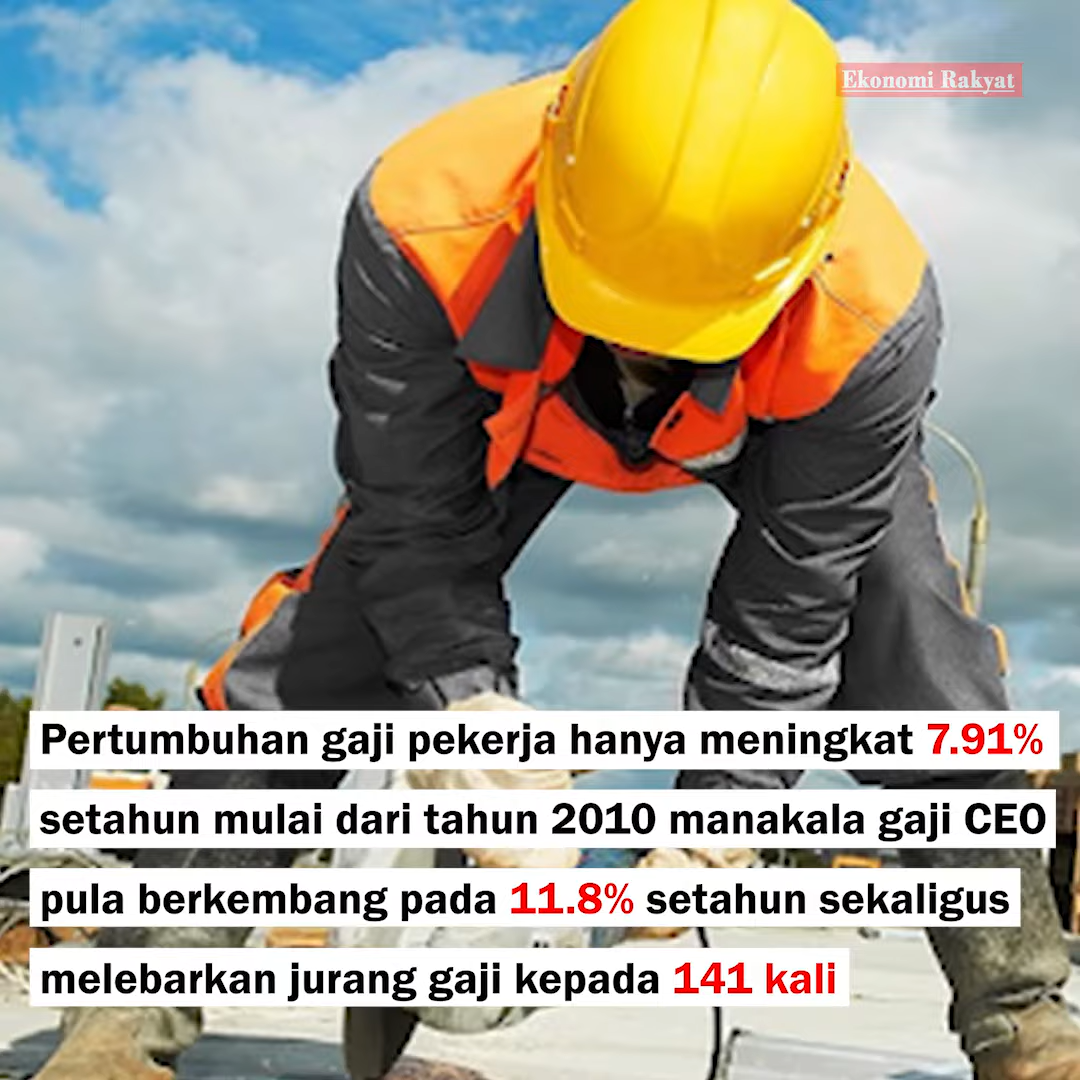 Ekonomi Rakyat
Pertumbuhan gaji pekerja hanya meningkat 7.91%
setahun mulai dari tahun 2010 manakala gaji CEO
pula berkembang pada 11.8% setahun sekaligus
melebarkan jurang gaji kepada 141 kali